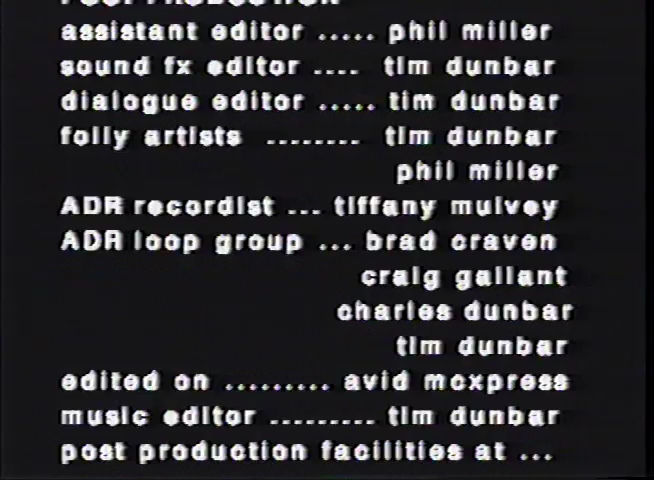 POST PRODUCTION
assistant editor ..... phil miller
sound fx editor .... tim dunbar
dialogue editor ..... tim dunbar
folly artists ........ tim dunbar
phil miller
ADR recordist ... tiffany mulvey
ADR loop group ... brad craven
craig gallant
charles dunbar
tim dunbar
edited on ......... avid mcxpress
music editor ......... tim dunbar
post production facilities at ...